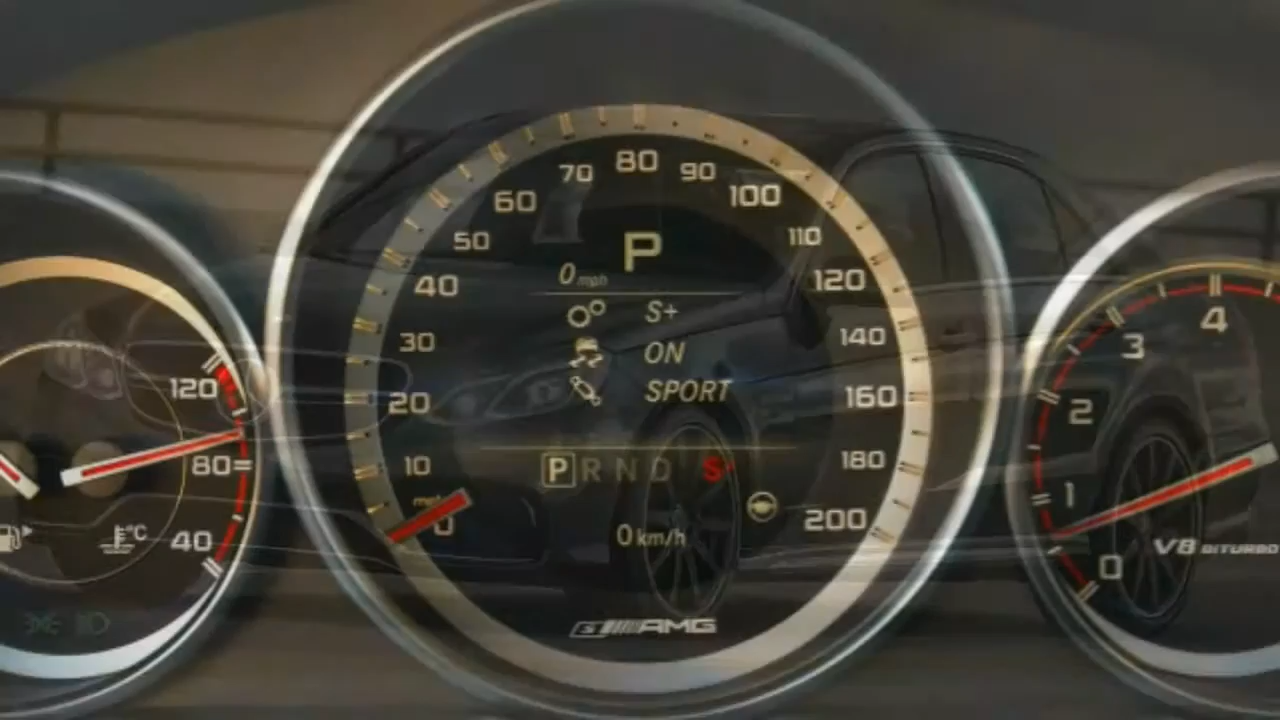 80
70 90
60 100
50 110
P
0 mph
40 120
S+
30 140
ON
SPORT
20 160
10 180
P R N D S+
0 200
0 km/h
AMG
120
80
40
°C
4
3
2
1
0
V8 BITURBO